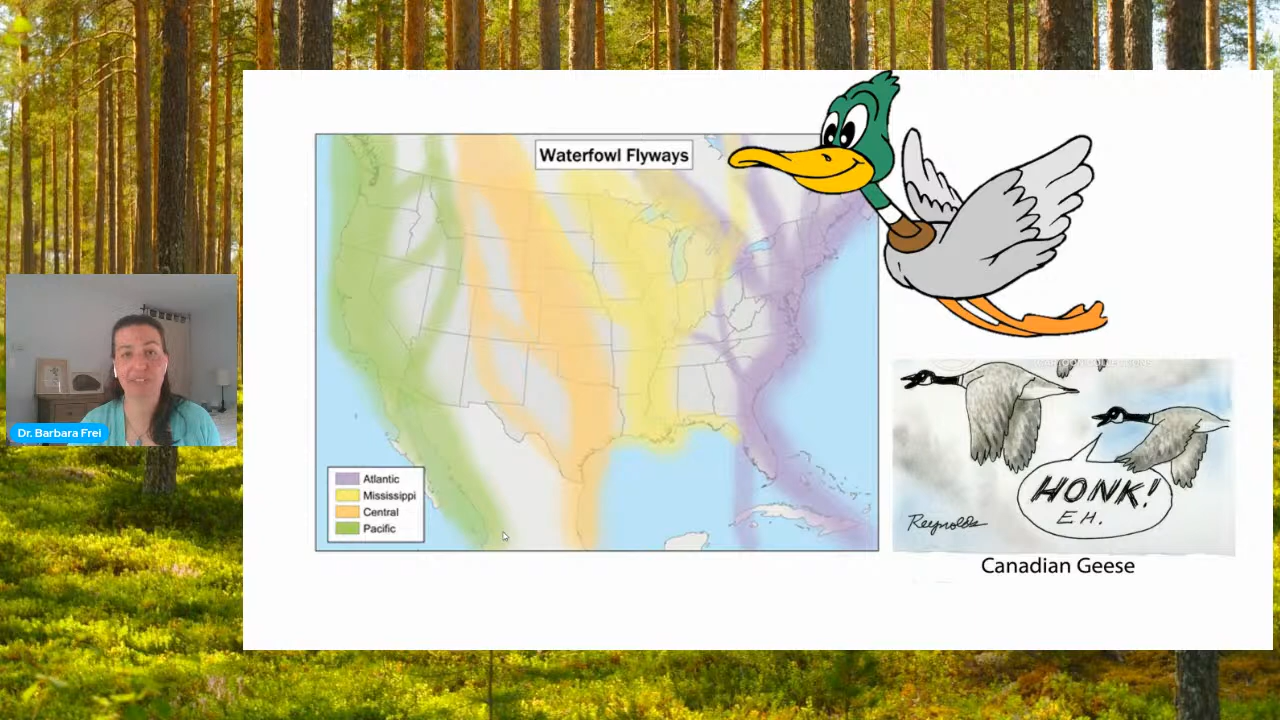 Waterfowl Flyways
Atlantic
Mississippi
Central
Pacific
HONK!
EH.
Reynolds
Canadian Geese
Dr. Barbara Frei